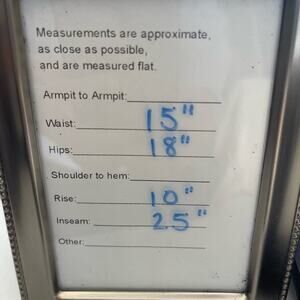 Measurements are approximate,
as close as possible,
and are measured flat.
Armpit to Armpit:
Waist: 15"
Hips: 18"
Shoulder to hem:
Rise: 10"
Inseam: 25"
Other: